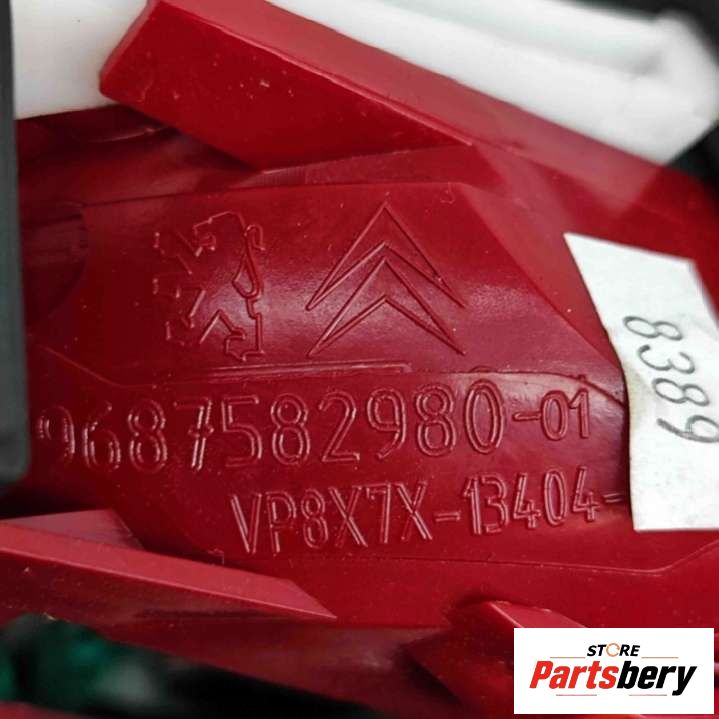 9687582980-01
VP8X7X-13404-
8389
STORE
Partsbery